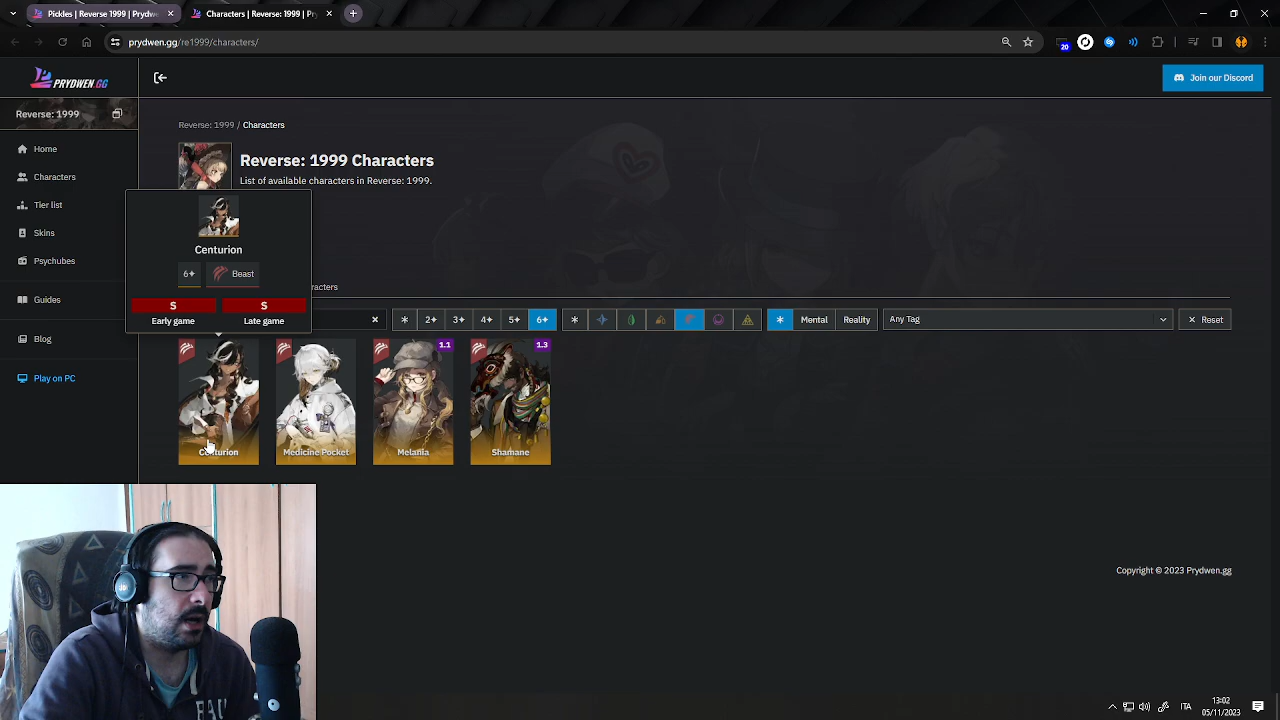 Pickles | Reverse 1999 | Prydw
Characters | Reverse: 1999 | Pry
prydwen.gg/re1999/characters/
20
PRYDWEN.GG
Join our Discord
Reverse: 1999
Reverse: 1999 / Characters
Home
Characters
Tier list
Skins
Psychubes
Guides
Blog
Play on PC
Reverse: 1999 Characters
List of available characters in Reverse: 1999.
Centurion
6✦
Beast
S
S
Early game
Late game
racters
2✦
3✦
4✦
5✦
6✦
Mental
Reality
Any Tag
Reset
1.1
1.3
Centurion
Medicine Pocket
Melania
Shamane
Copyright © 2023 Prydwen.gg
ITA
13:02
05/11/2023